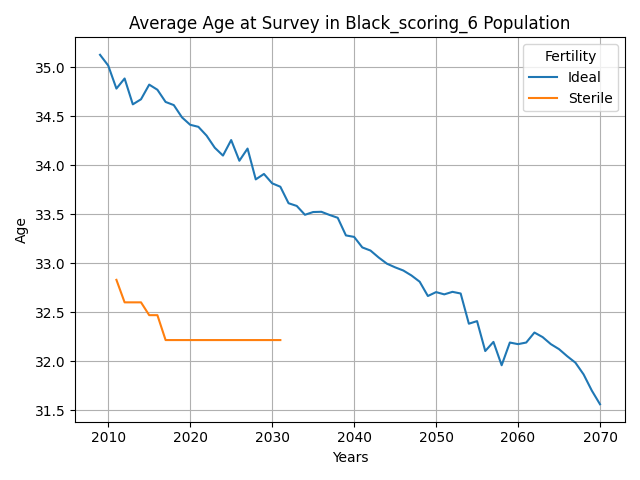 Average Age at Survey in Black_scoring_6 Population
Fertility
Ideal
Sterile
Age
35.0
34.5
34.0
33.5
33.0
32.5
32.0
31.5
2010 2020 2030 2040 2050 2060 2070
Years